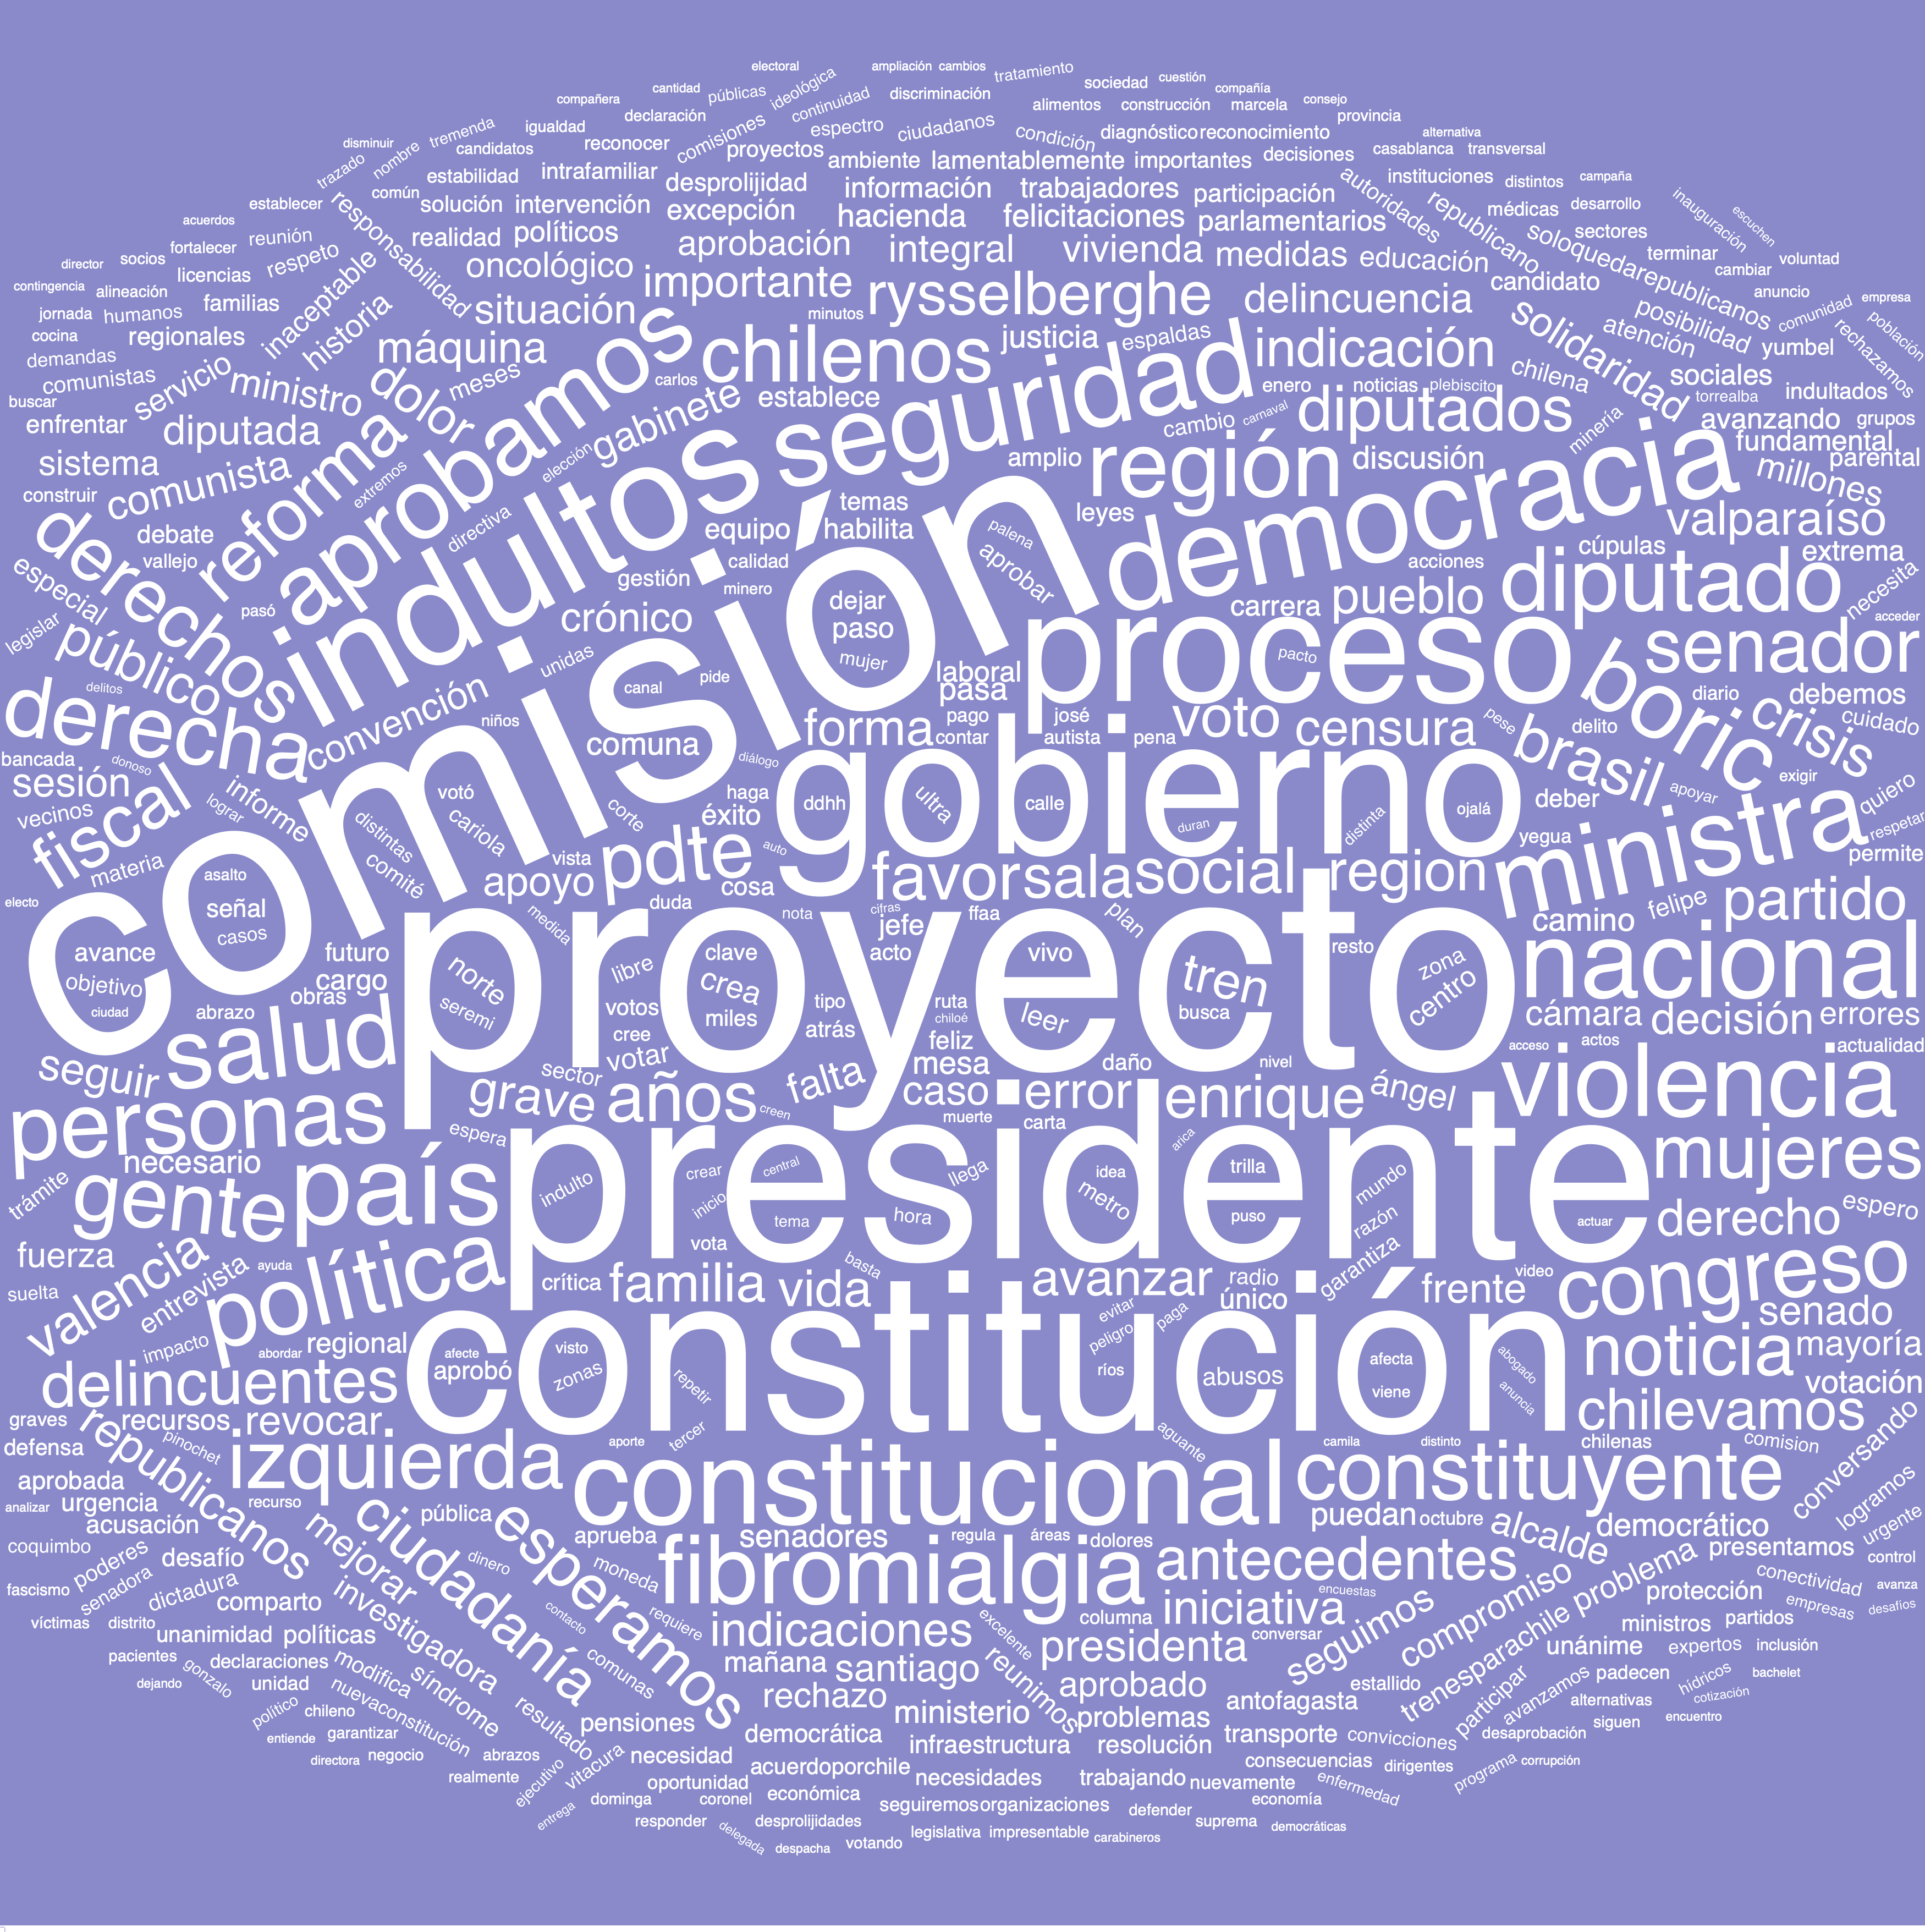 electoral
ampliación
cambios
tratamiento
sociedad
cuestión
compañía
cantidad
públicas
ideológica
compañera
continuidad
discriminación
alimentos
construcción
marcela
consejo
provincia
declaración
igualdad
tremenda
comisiones
espectro
ciudadanos
condición
diagnóstico
reconocimiento
alternativa
disminuir
nombre
candidatos
reconocer
proyectos
ambiente
lamentablemente
importantes
decisiones
casablanca
transversal
trazado
común
estabilidad
intrafamiliar
desprolijidad
información
trabajadores
participación
autoridades
instituciones
distintos
campaña
establecer
responsabilidad
solución
intervención
excepción
hacienda
felicitaciones
parlamentarios
republicano
médicas
desarrollo
inauguración
escuchen
acuerdos
fortalecer
reunión
realidad
políticos
aprobación
integral
vivienda
medidas
educación
soloquedarepublicanos
sectores
terminar
voluntad
director
socios
licencias
respeto
inaceptable
oncológico
importante
rysselberghe
delincuencia
candidato
cambiar
anuncio
contingencia
alineación
familias
historia
situación
minutos
justicia
espaldas
indicación
solidaridad
atención
posibilidad
comunidad
empresa
población
jornada
humanos
regionales
máquina
chilenos
seguridad
yumbel
rechazamos
cocina
demandas
comunistas
servicio
ministro
dolor
meses
aprobamos
carlos
establece
enero
noticias
plebiscito
chilena
sociales
torrealba
indultados
buscar
enfrentar
diputada
reforma
gabinete
cambio
carnaval
diputados
minería
avanzando
grupos
sistema
comunista
extremos
elección
indultos
amplio
región
discusión
democracia
fundamental
millones
parental
construir
derechos
debate
directiva
equipo
temas
habilita
leyes
palena
valparaíso
vallejo
especial
gestión
calidad
aprobar
acciones
cúpulas
extrema
necesita
pasó
público
crónico
minero
dejar
paso
mujer
comisión
carrera
pueblo
diputado
acceder
legislar
unidas
proceso
pacto
senador
delitos
derecha
convención
canal
pide
laboral
pasa
boric
diario
debemos
niños
comuna
forma
pago
contar
josé
autista
pena
voto
censura
pese
delito
crisis
cuidado
bancada
donoso
sesión
diálogo
gobierno
brasil
exigir
vecinos
fiscal
lograr
informe
votó
cariola
corte
haga
éxito
ddhh
ultra
calle
duran
distinta
ojalá
deber
apoyar
quiero
yegua
ministra
respetar
permite
materia
asalto
distintas
comité
vista
apoyo
pdte
auto
cosa
favor
sala
social
region
electo
señal
casos
medida
duda
nota
cifras
jefe
ffaa
plan
camino
felipe
partido
avance
objetivo
ciudad
futuro
cargo
obras
abrazo
norte
seremi
libre
clave
crea
miles
proyecto
acto
vivo
leer
tren
busca
resto
zona
centro
nacional
votos
tipo
ruta
chiloé
cámara
decisión
errores
cree
atrás
feliz
acceso
actos
actualidad
salud
seguir
votar
sector
falta
mesa
daño
nivel
personas
grave
años
creen
caso
muerte
error
carta
enrique
ángel
violencia
espera
arica
necesario
trámite
gente
país
indulto
crear
central
inicio
llega
presidente
idea
metro
trilla
mundo
mujeres
tema
hora
puso
razón
actuar
derecho
espero
fuerza
valencia
suelta
entrevista
ayuda
política
vota
crítica
familia
vida
basta
avanzar
radio
único
garantiza
frente
video
congreso
senado
impacto
abordar
regional
afecte
aprobó
visto
zonas
repetir
constitución
evitar
peligro
paga
ríos
abusos
afecta
viene
abogado
anuncia
noticia
mayoría
votación
delincuentes
graves
recursos
revocar
chilevamos
defensa
republicanos
pinochet
izquierda
aporte
tercer
aguante
camila
distinto
chilenas
comision
conversando
aprobada
constitucional
constituyente
logramos
analizar
urgencia
recurso
acusación
pública
ciudadanía
esperamos
aprueba
senadores
regula
áreas
dolores
puedan
octubre
alcalde
democrático
urgente
coquimbo
poderes
desafío
mejorar
dinero
moneda
fibromialgia
antecedentes
problema
presentamos
control
fascismo
senadora
dictadura
comparto
investigadora
contacto
requiere
encuestas
compromiso
conectividad
avanza
protección
empresas
desafíos
víctimas
distrito
unanimidad
políticas
indicaciones
excelente
columna
iniciativa
seguimos
ministros
partidos
pacientes
gonzalo
declaraciones
modifica
síndrome
comunas
mañana
santiago
reunimos
presidenta
conversar
unánime
expertos
inclusión
dejando
unidad
nuevaconstitución
resultado
rechazo
aprobado
estallido
trenesparachile
participar
avanzamos
padecen
hídricos
bachelet
político
chileno
pensiones
ministerio
problemas
antofagasta
alternativas
cotización
entiende
garantizar
democrática
infraestructura
resolución
transporte
convicciones
desaprobación
siguen
encuentro
directora
negocio
abrazos
vitacura
necesidad
acuerdoporchile
consecuencias
dirigentes
programa
corrupción
realmente
ejecutivo
oportunidad
económica
necesidades
trabajando
nuevamente
enfermedad
entrega
dominga
coronel
seguiremos
organizaciones
defender
economía
responder
delegada
desprolijidades
legislativa
impresentable
carabineros
suprema
democráticas
despacha
votando